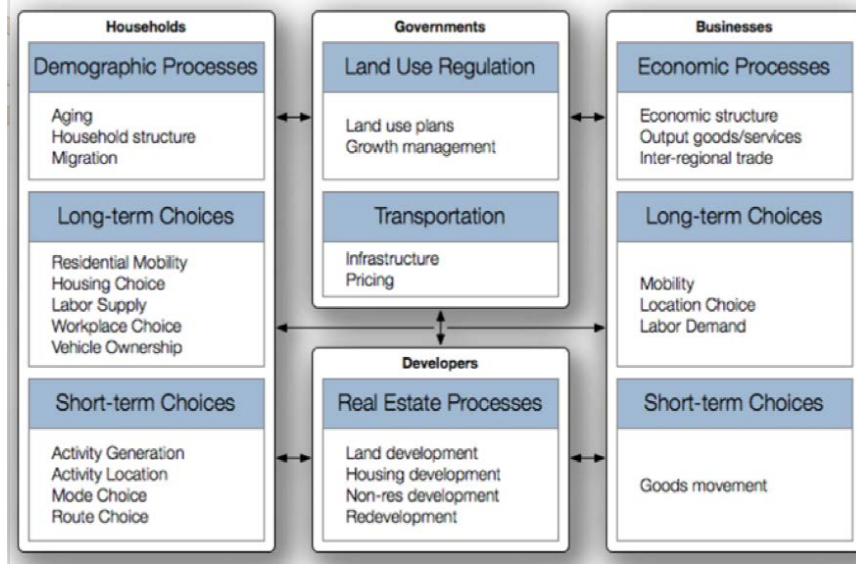 Households
Demographic Processes
Aging
Household structure
Migration
Long-term Choices
Residential Mobility
Housing Choice
Labor Supply
Workplace Choice
Vehicle Ownership
Short-term Choices
Activity Generation
Activity Location
Mode Choice
Route Choice
Governments
Land Use Regulation
Land use plans
Growth management
Transportation
Infrastructure
Pricing
Developers
Real Estate Processes
Land development
Housing development
Non-res development
Redevelopment
Businesses
Economic Processes
Economic structure
Output goods/services
Inter-regional trade
Long-term Choices
Mobility
Location Choice
Labor Demand
Short-term Choices
Goods movement